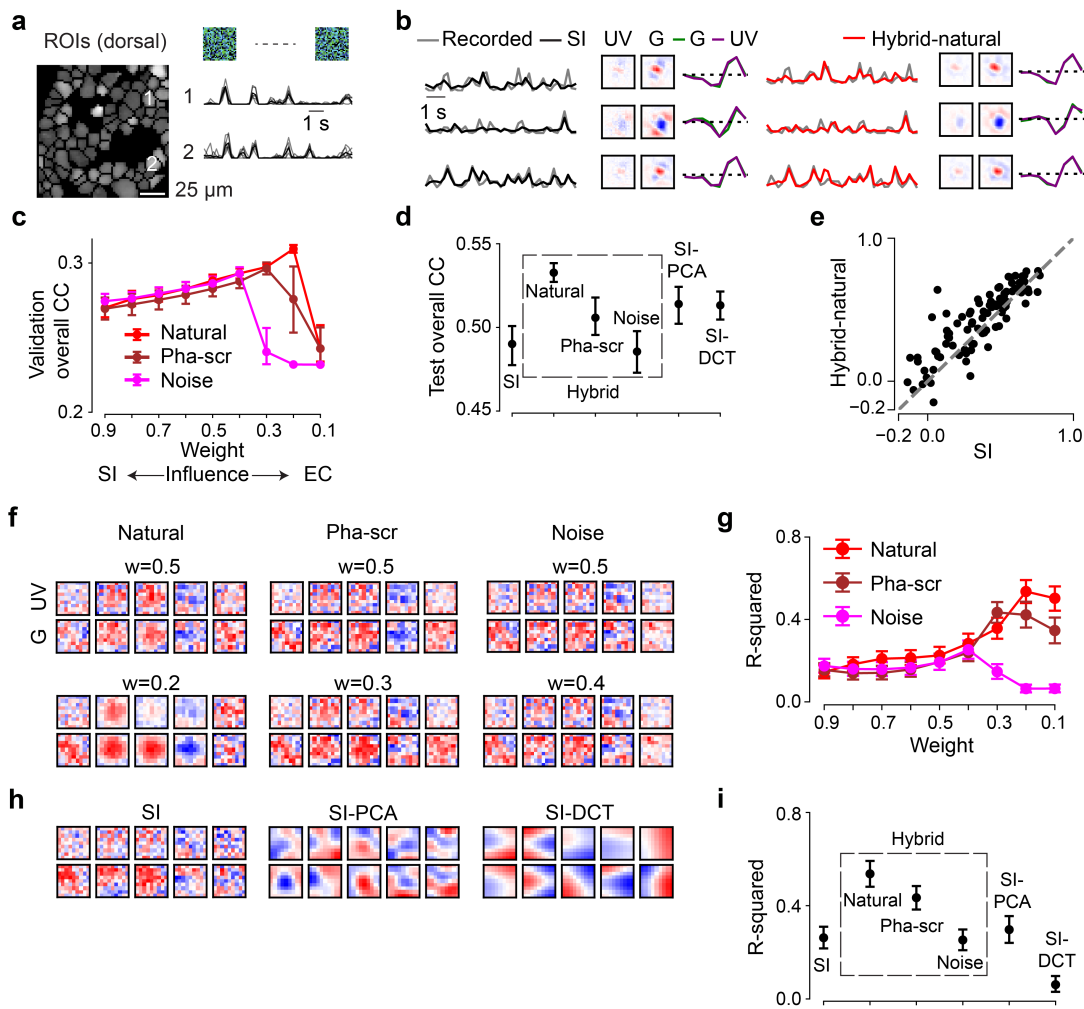 a
ROIs (dorsal)
1
2
25 µm
1
2
1 s
b
Recorded SI UV G G UV Hybrid-natural
1 s
c
Validation
overall CC
0.3
0.2
Natural
Pha-scr
Noise
0.9 0.7 0.5 0.3 0.1
Weight
SI Influence EC
d
Test overall CC
0.55
0.50
0.45
SI
Natural
Pha-scr
Noise
Hybrid
SI-
PCA
SI-
DCT
e
Hybrid-natural
1.0
0.0
−0.2
−0.2 0.0 1.0
SI
f
Natural Pha-scr Noise
w=0.5 w=0.5 w=0.5
UV
G
w=0.2 w=0.3 w=0.4
g
R-squared
0.8
0.4
0.0
Natural
Pha-scr
Noise
0.9 0.7 0.5 0.3 0.1
Weight
h
SI SI-PCA SI-DCT
i
R-squared
0.8
0.4
0.0
Hybrid
SI
Natural
Pha-scr
Noise
SI-
PCA
SI-
DCT